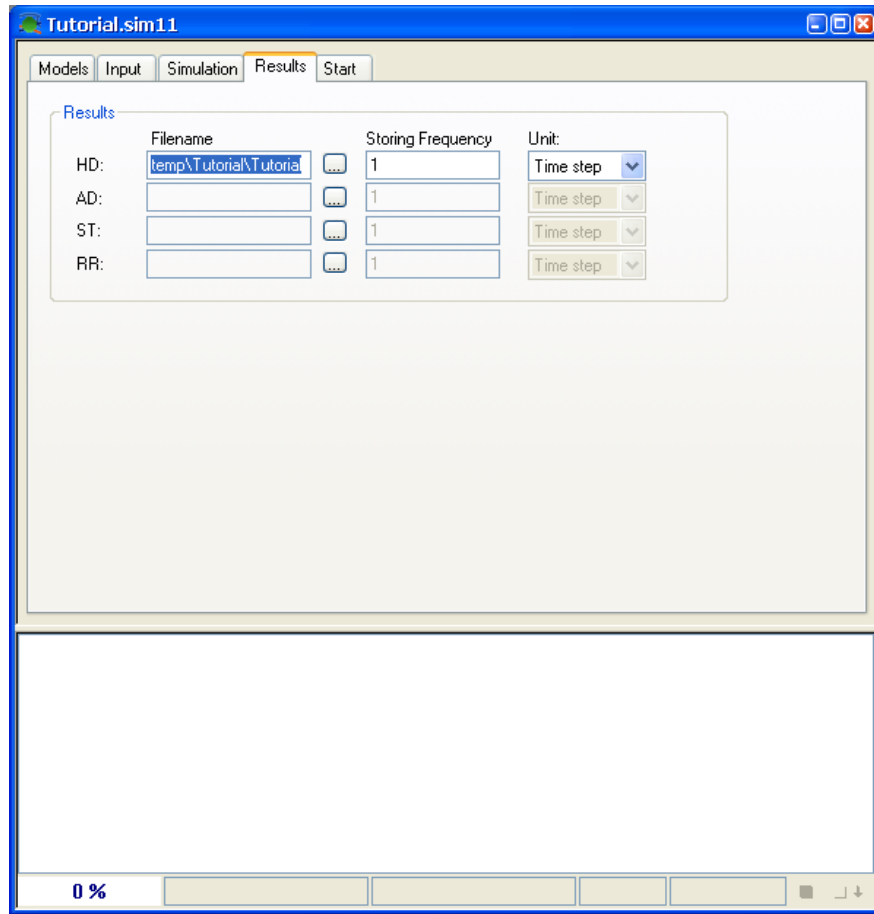 Tutorial.sim11
Models Input Simulation Results Start
Results
Filename Storing Frequency Unit:
HD: temp\Tutorial\Tutorial ... 1 Time step
AD: ... 1 Time step
ST: ... 1 Time step
RR: ... 1 Time step
0 %